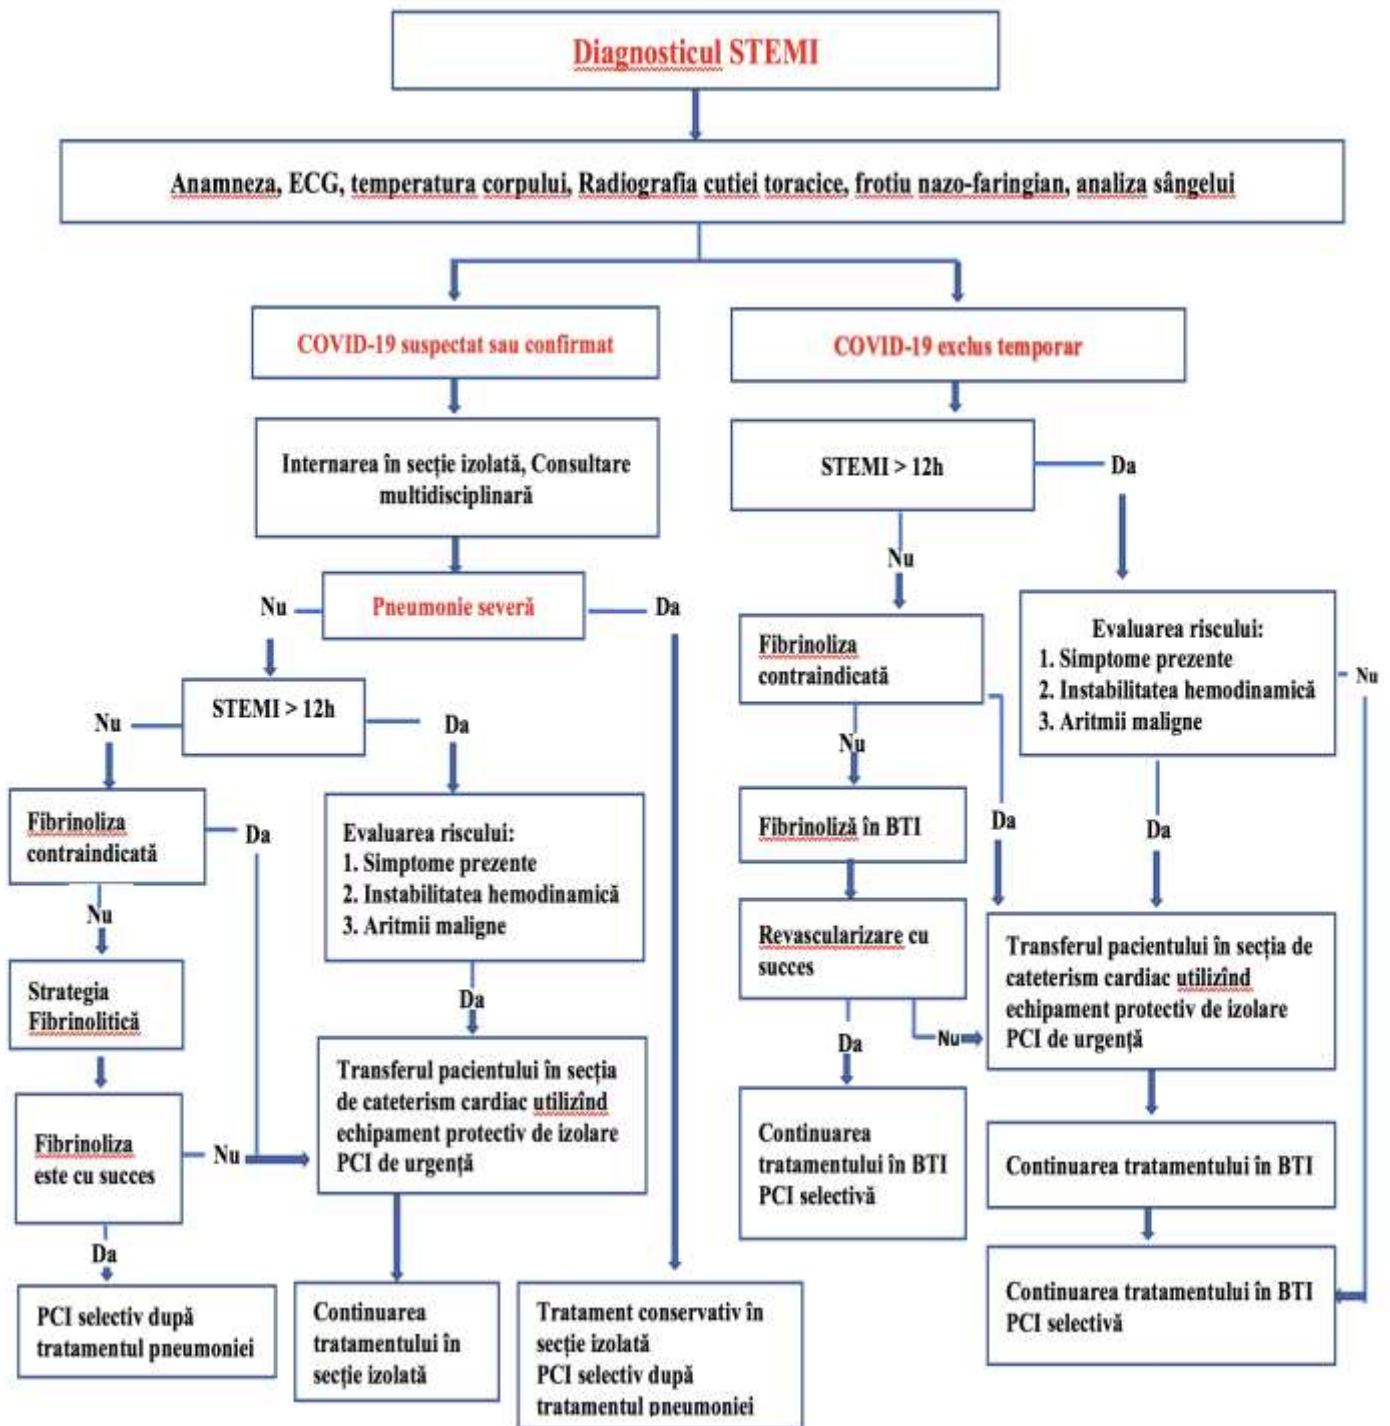 Diagnosticul STEMI
Anamneza, ECG, temperatura corpului, Radiografia cutiei toracice, frotiu nazo-faringian, analiza sângelui
COVID-19 suspectat sau confirmat
COVID-19 exclus temporar
Internarea în secție izolată, Consultare
multidisciplinară
STEMI > 12h
Da
Nu
Nu
Pneumonie severă
Da
Fibrinoliza
contraindicată
Evaluarea riscului:
1. Simptome prezente
2. Instabilitatea hemodinamică
3. Aritmii maligne
Nu
STEMI > 12h
Nu
Da
Nu
Fibrinoliza
contraindicată
Da
Evaluarea riscului:
1. Simptome prezente
2. Instabilitatea hemodinamică
3. Aritmii maligne
Fibrinoliză în BTI
Da
Da
Nu
Da
Revascularizare cu
succes
Transferul pacientului în secția de
cateterism cardiac utilizînd
echipament protectiv de izolare
PCI de urgență
Strategia
Fibrinolitică
Da
Nu
Transferul pacientului în secția
de cateterism cardiac utilizînd
echipament protectiv de izolare
PCI de urgență
Fibrinoliza
este cu succes
Nu
Continuarea
tratamentului în BTI
PCI selectivă
Continuarea tratamentului în BTI
Da
PCI selectiv după
tratamentul pneumoniei
Continuarea
tratamentului în
secție izolată
Tratament conservativ în
secție izolată
PCI selectiv după
tratamentul pneumoniei
Continuarea tratamentului în BTI
PCI selectivă